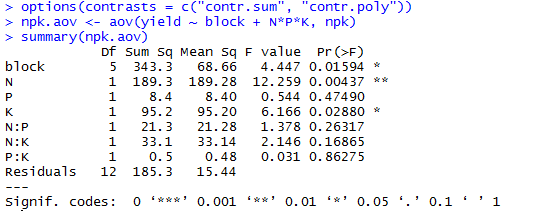 > options(contrasts = c("contr.sum", "contr.poly"))
> npk.aov <- aov(yield ~ block + N*P*K, npk)
> summary(npk.aov)
            Df Sum Sq Mean Sq F value  Pr(>F)
block        5  343.3   68.66   4.447 0.01594 *
N            1  189.3  189.28  12.259 0.00437 **
P            1    8.4    8.40   0.544 0.47490
K            1   95.2   95.20   6.166 0.02880 *
N:P          1   21.3   21.28   1.378 0.26317
N:K          1   33.1   33.14   2.146 0.16865
P:K          1    0.5    0.48   0.031 0.86275
Residuals   12  185.3   15.44
---
Signif. codes:  0 ‘***’ 0.001 ‘**’ 0.01 ‘*’ 0.05 ‘.’ 0.1 ‘ ’ 1